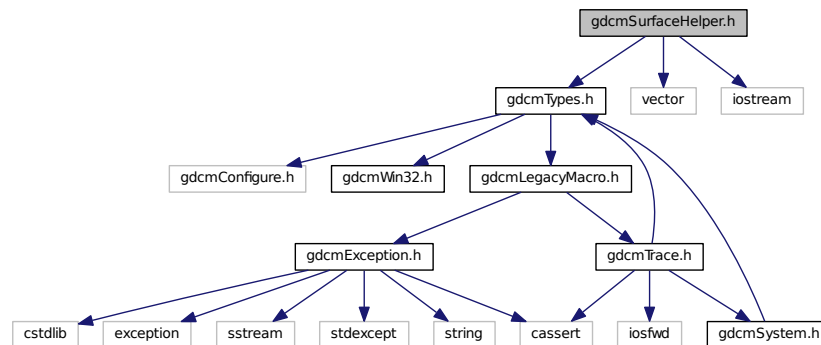 gdcmSurfaceHelper.h
gdcmTypes.h
vector
iostream
gdcmConfigure.h
gdcmWin32.h
gdcmLegacyMacro.h
gdcmException.h
gdcmTrace.h
cstdlib
exception
sstream
stdexcept
string
cassert
iosfwd
gdcmSystem.h